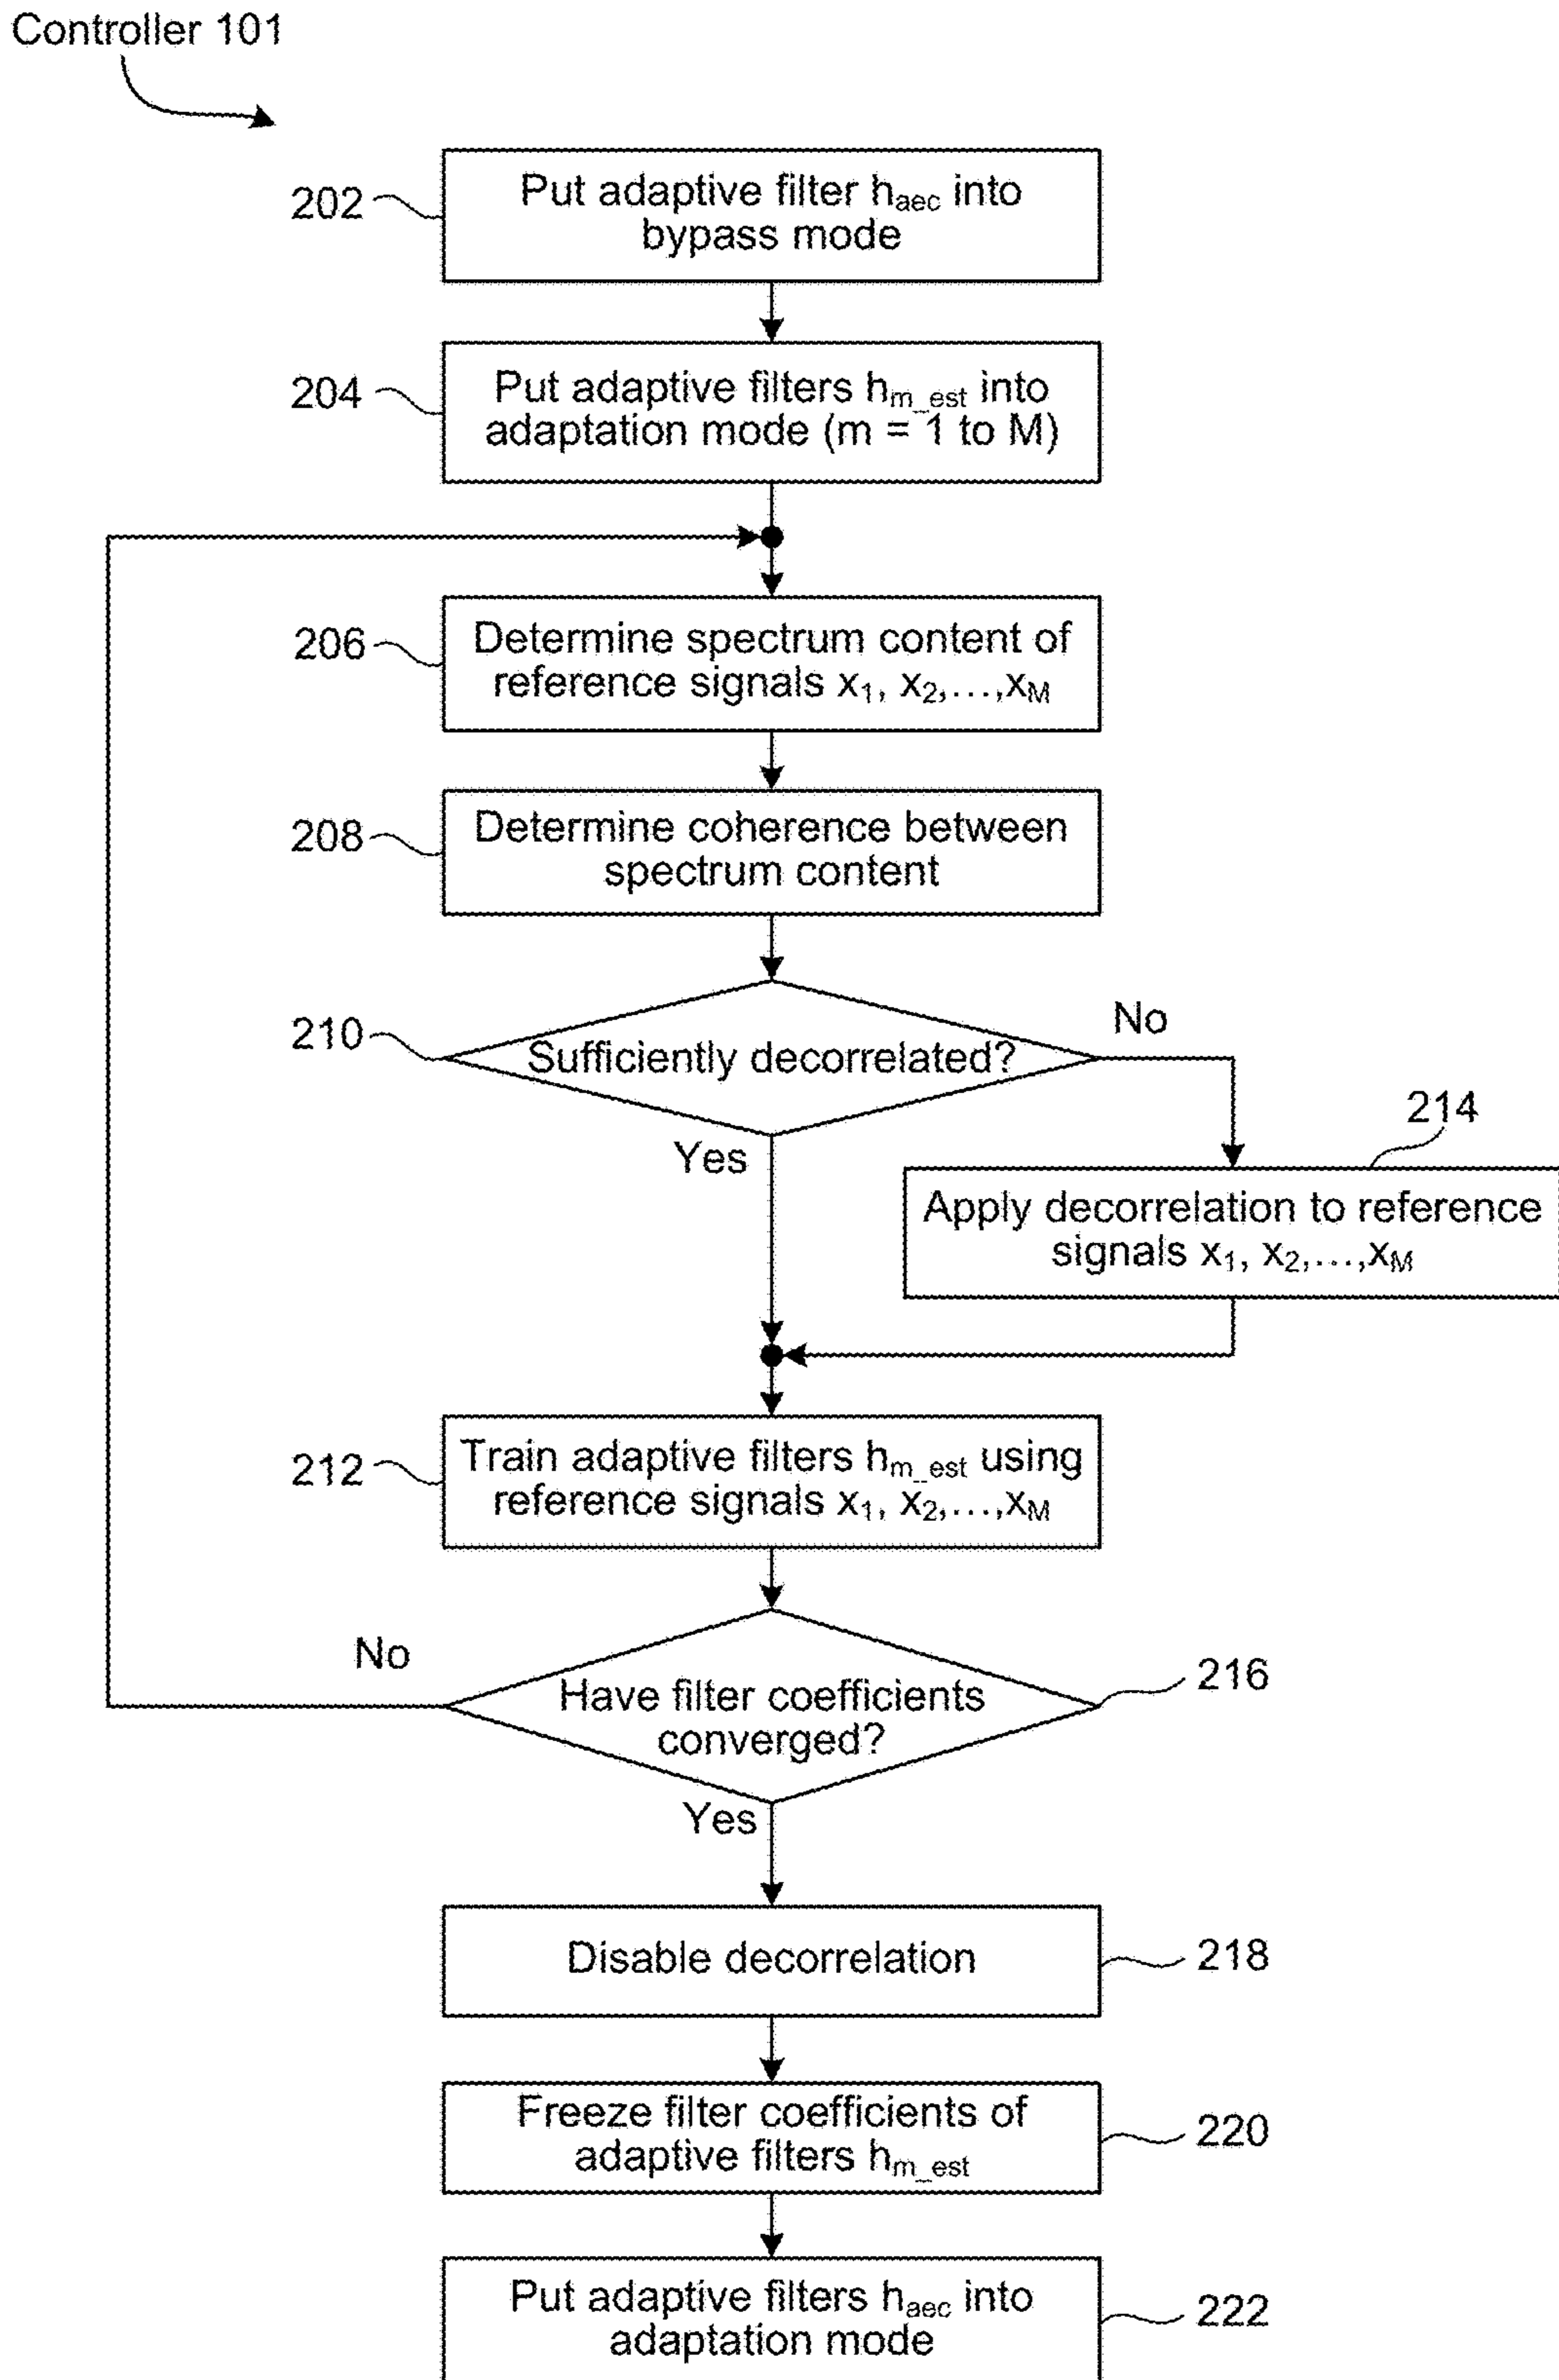 Controller 101
202
Put adaptive filter haec into
bypass mode
204
Put adaptive filters hm_est into
adaptation mode (m = 1 to M)
206
Determine spectrum content of
reference signals x1, x2,...,xM
208
Determine coherence between
spectrum content
210
Sufficiently decorrelated?
No
Yes
214
Apply decorrelation to reference
signals x1, x2,...,xM
212
Train adaptive filters hm_est using
reference signals x1, x2,...,xM
No
Have filter coefficients
converged?
216
Yes
Disable decorrelation
218
Freeze filter coefficients of
adaptive filters hm_est
220
Put adaptive filters haec into
adaptation mode
222